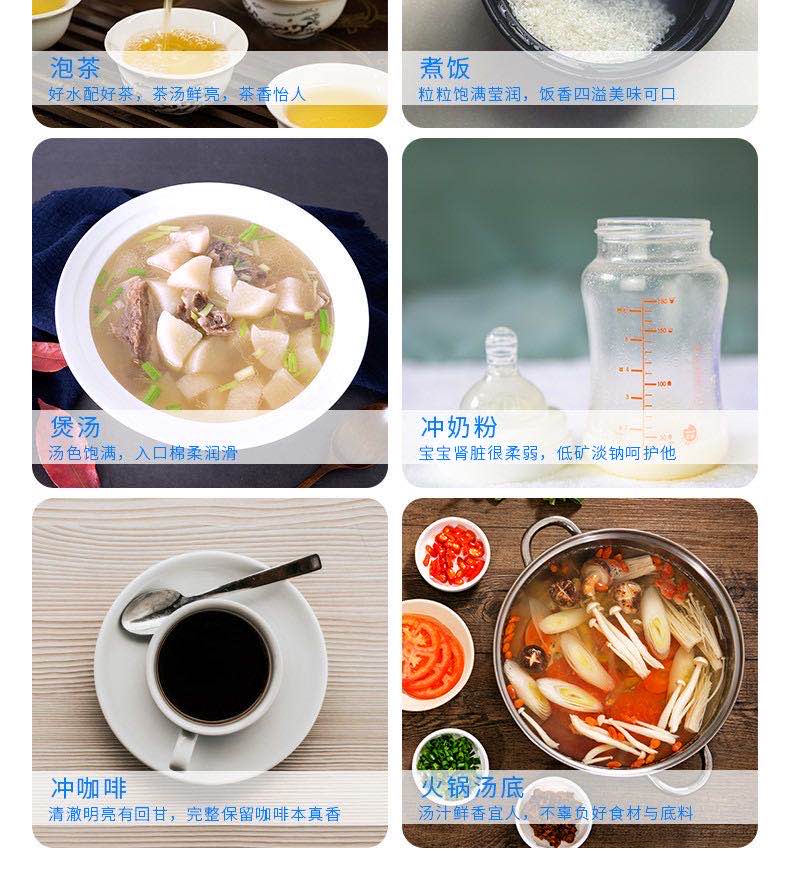 泡茶
好水配好茶，茶汤鲜亮，茶香怡人
煮饭
粒粒饱满莹润，饭香四溢美味可口
煲汤
汤色饱满，入口棉柔润滑
冲奶粉
宝宝肾脏很柔弱，低矿淡钠呵护他
冲咖啡
清澈明亮有回甘，完整保留咖啡本真香
火锅汤底
汤汁鲜香宜人，不辜负好食材与底料